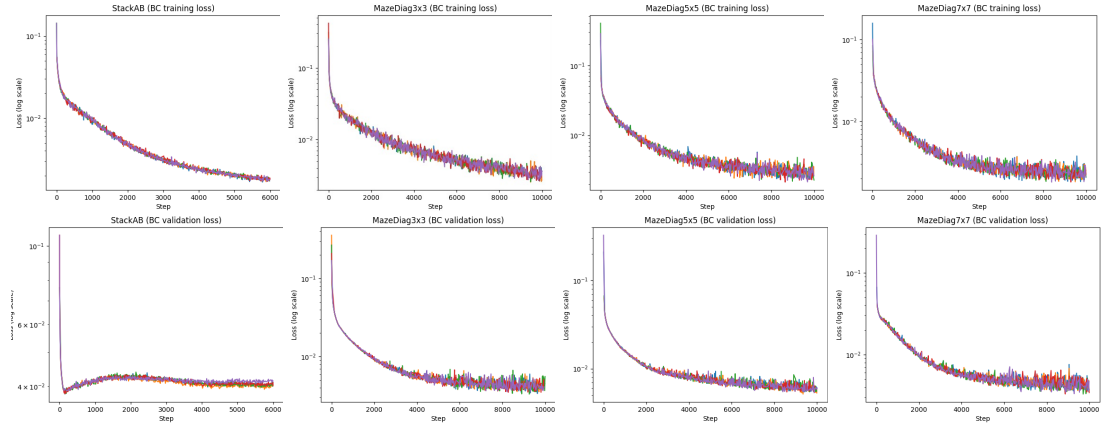 StackAB (BC training loss)
Loss (log scale)
10⁻¹
10⁻²
0 1000 2000 3000 4000 5000 6000
Step
MazeDiag3x3 (BC training loss)
Loss (log scale)
10⁻¹
10⁻²
0 2000 4000 6000 8000 10000
Step
MazeDiag5x5 (BC training loss)
Loss (log scale)
10⁻¹
10⁻²
0 2000 4000 6000 8000 10000
Step
MazeDiag7x7 (BC training loss)
Loss (log scale)
10⁻¹
10⁻²
0 2000 4000 6000 8000 10000
Step
StackAB (BC validation loss)
10⁻¹
6 × 10⁻²
4 × 10⁻²
0 1000 2000 3000 4000 5000 6000
Step
MazeDiag3x3 (BC validation loss)
Loss (log scale)
10⁻¹
10⁻²
0 2000 4000 6000 8000 10000
Step
MazeDiag5x5 (BC validation loss)
Loss (log scale)
10⁻¹
10⁻²
0 2000 4000 6000 8000 10000
Step
MazeDiag7x7 (BC validation loss)
Loss (log scale)
10⁻¹
10⁻²
0 2000 4000 6000 8000 10000
Step